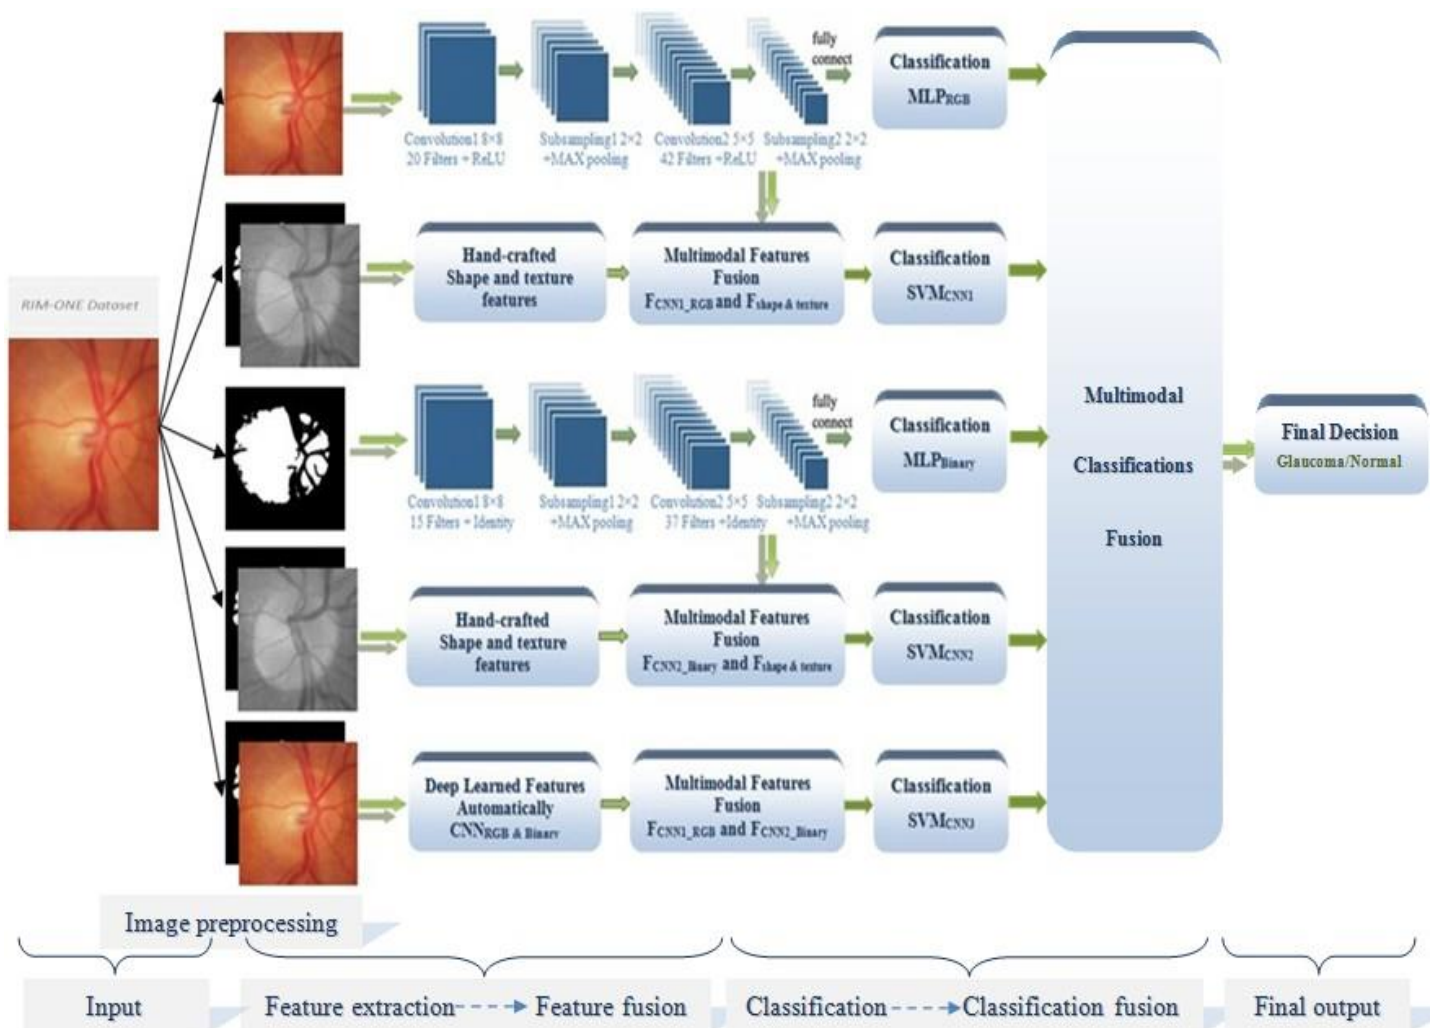 RIM-ONE Dataset
Convolution1 8×8
20 Filters + ReLU
Subsampling1 2×2
+MAX pooling
Convolution2 5×5
42 Filters + ReLU
Subsampling2 2×2
+MAX pooling
fully
connect
Classification
MLPRGB
Hand-crafted
Shape and texture
features
Multimodal Features
Fusion
FCNN1_RGB and Fshape & texture
Classification
SVMCNN1
Convolution1 8×8
15 Filters + Identity
Subsampling1 2×2
+MAX pooling
Convolution2 5×5
37 Filters +Identity
Subsampling2 2×2
+MAX pooling
fully
connect
Classification
MLPBinary
Hand-crafted
Shape and texture
features
Multimodal Features
Fusion
FCNN2_Binary and Fshape & texture
Classification
SVMCNN2
Deep Learned Features
Automatically
CNNRGB & Binary
Multimodal Features
Fusion
FCNN1_RGB and FCNN2_Binary
Classification
SVMCNN3
Multimodal
Classifications
Fusion
Final Decision
Glaucoma/Normal
Image preprocessing
Input
Feature extraction
Feature fusion
Classification
Classification fusion
Final output